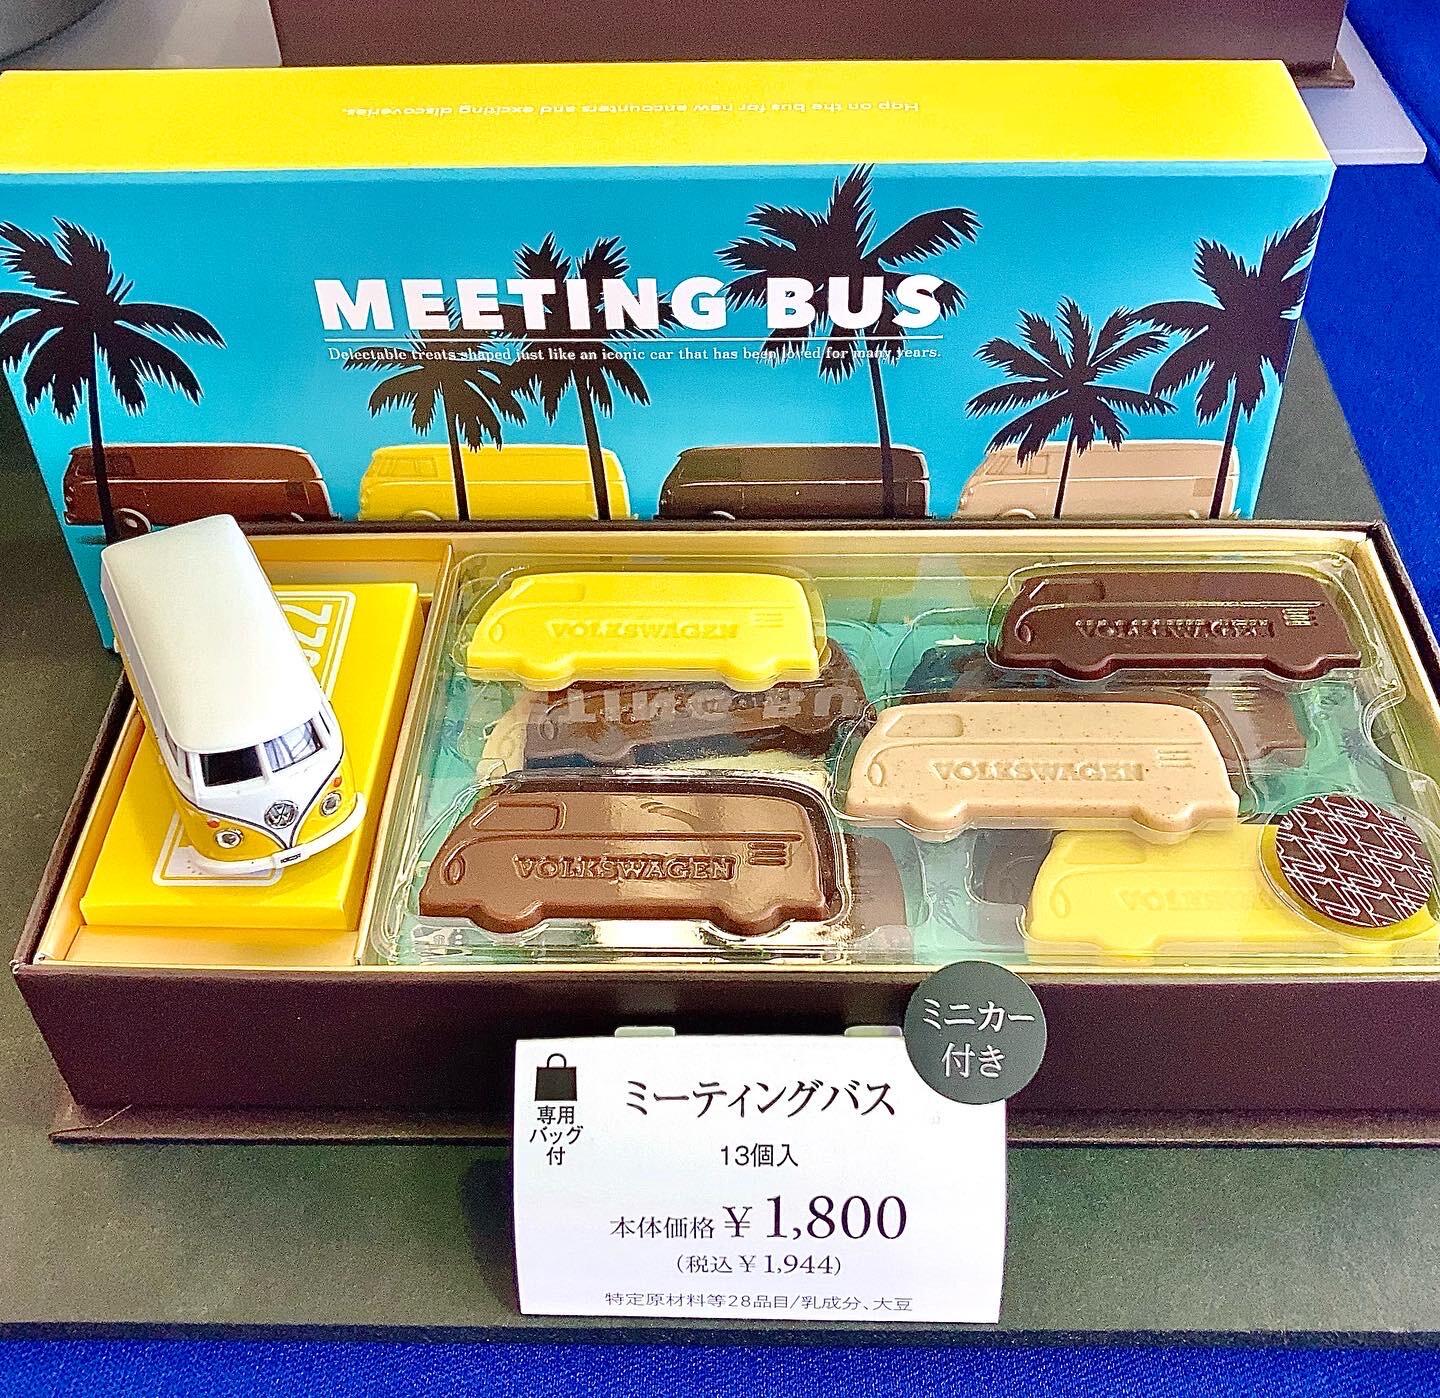 Hop on the bus for new encounters and exciting discoveries.
MEETING BUS
Delectable treats shaped just like an iconic car that has been loved for many years.
VOLKSWAGEN
VOLKSWAGEN
VOLKSWAGEN
VOLKSWAGEN
ミニカー
付き
専用
バッグ
付
ミーティングバス
13個入
本体価格 ¥ 1,800
(税込 ¥ 1,944)
特定原材料等28品目/乳成分、大豆